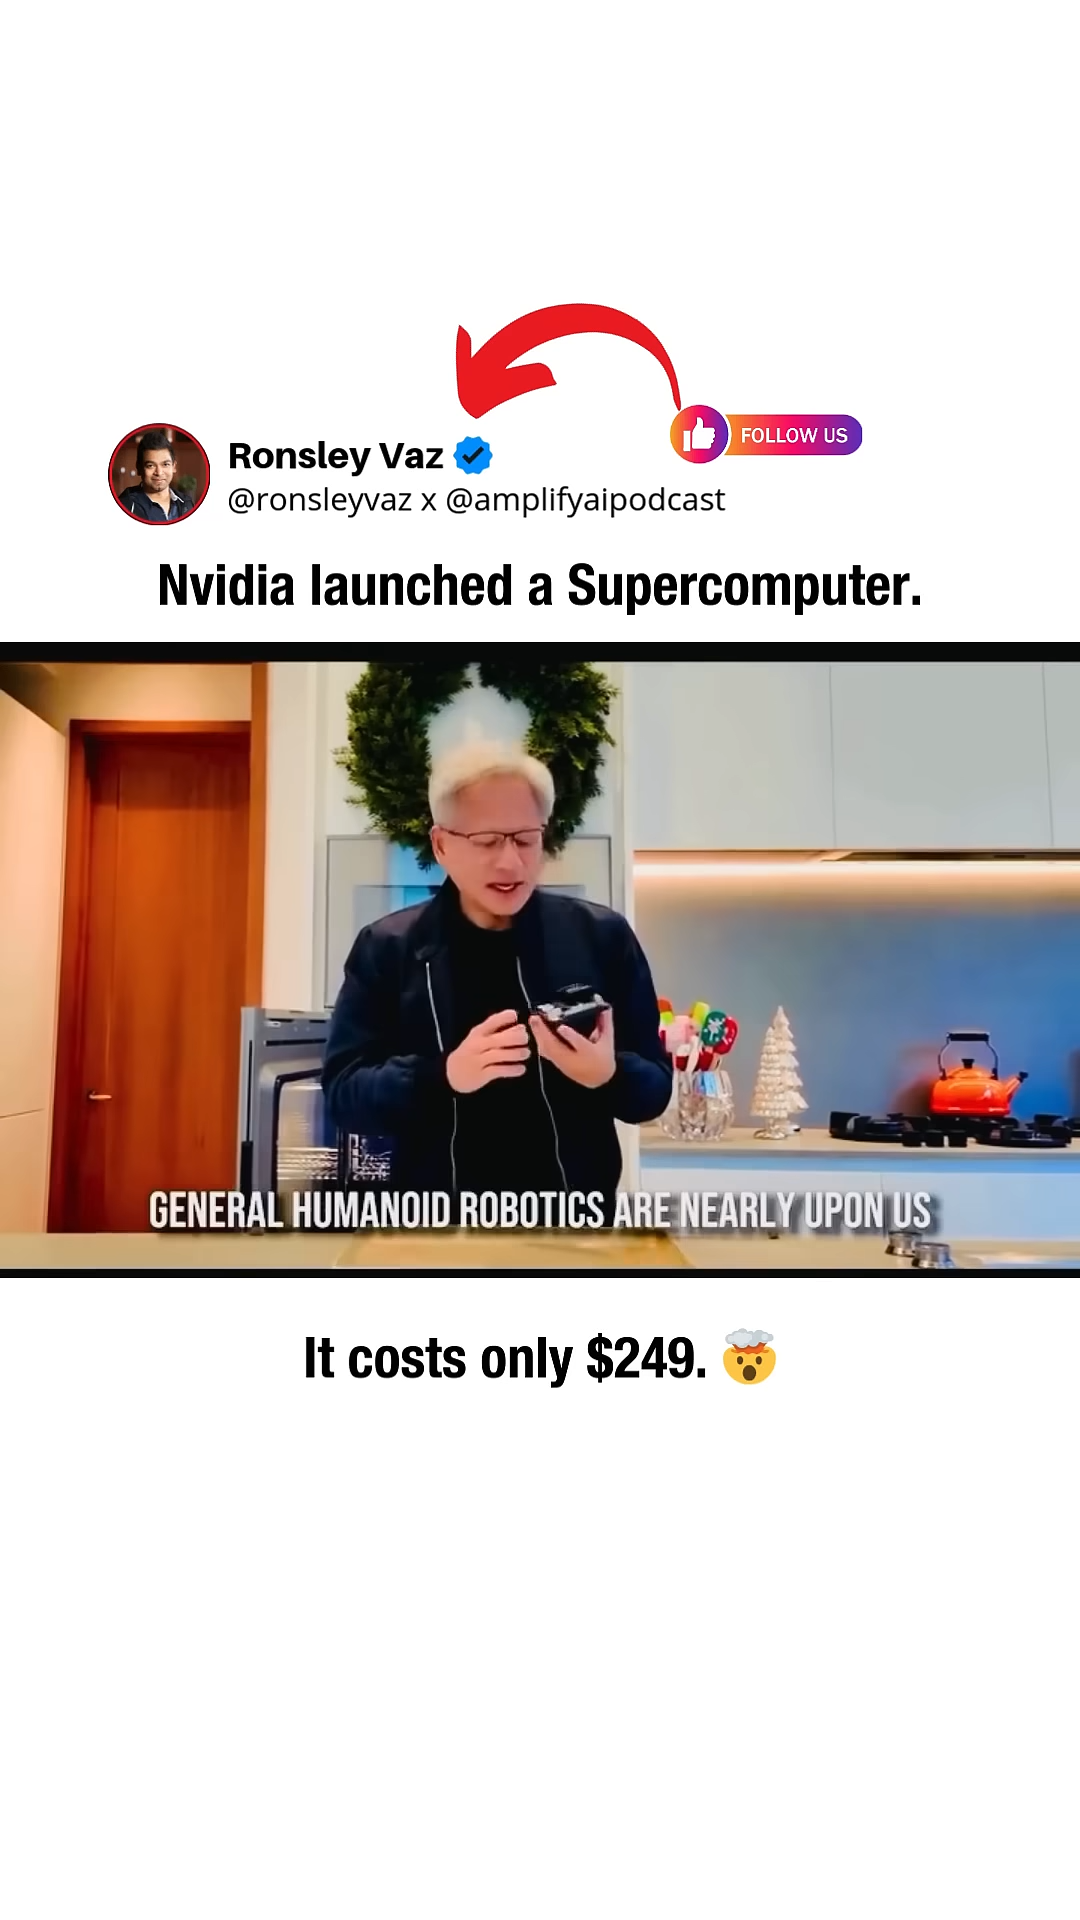 FOLLOW US
Ronsley Vaz
@ronsleyvaz x @amplifyaipodcast
Nvidia launched a Supercomputer.
GENERAL HUMANOID ROBOTICS ARE NEARLY UPON US
It costs only $249. 🤯